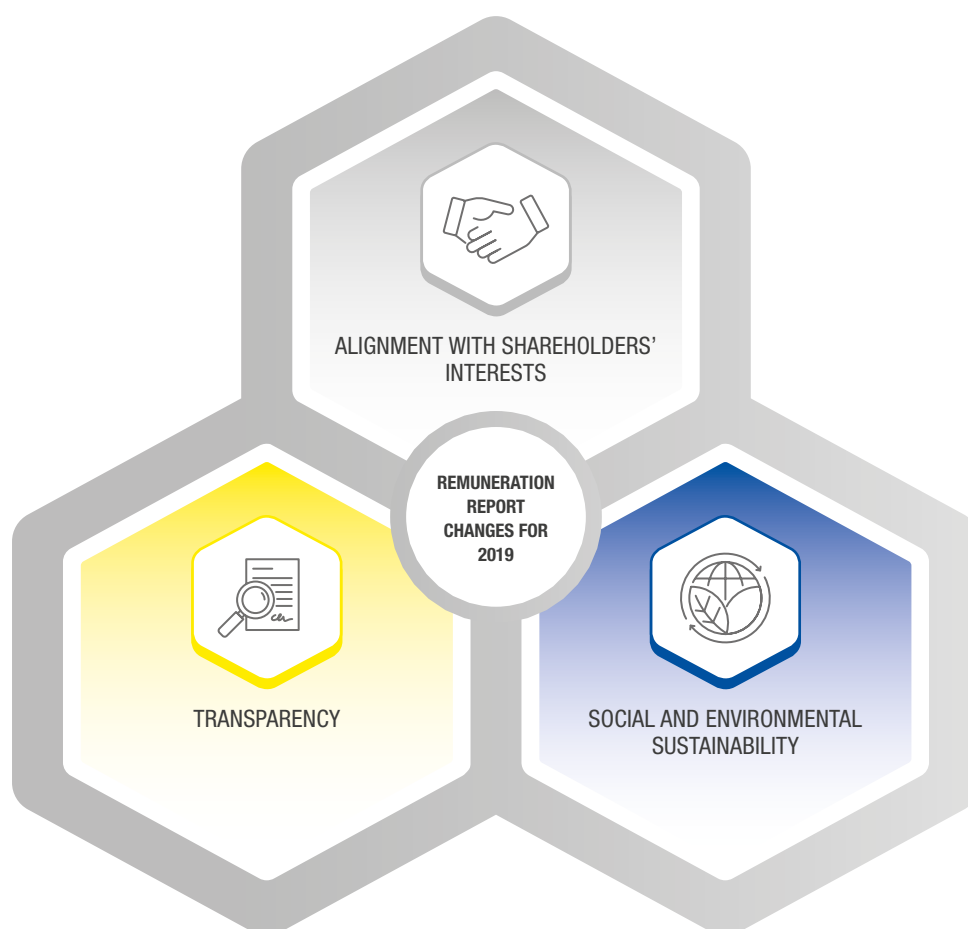 ALIGNMENT WITH SHAREHOLDERS’
INTERESTS
REMUNERATION
REPORT
CHANGES FOR
2019
TRANSPARENCY
SOCIAL AND ENVIRONMENTAL
SUSTAINABILITY